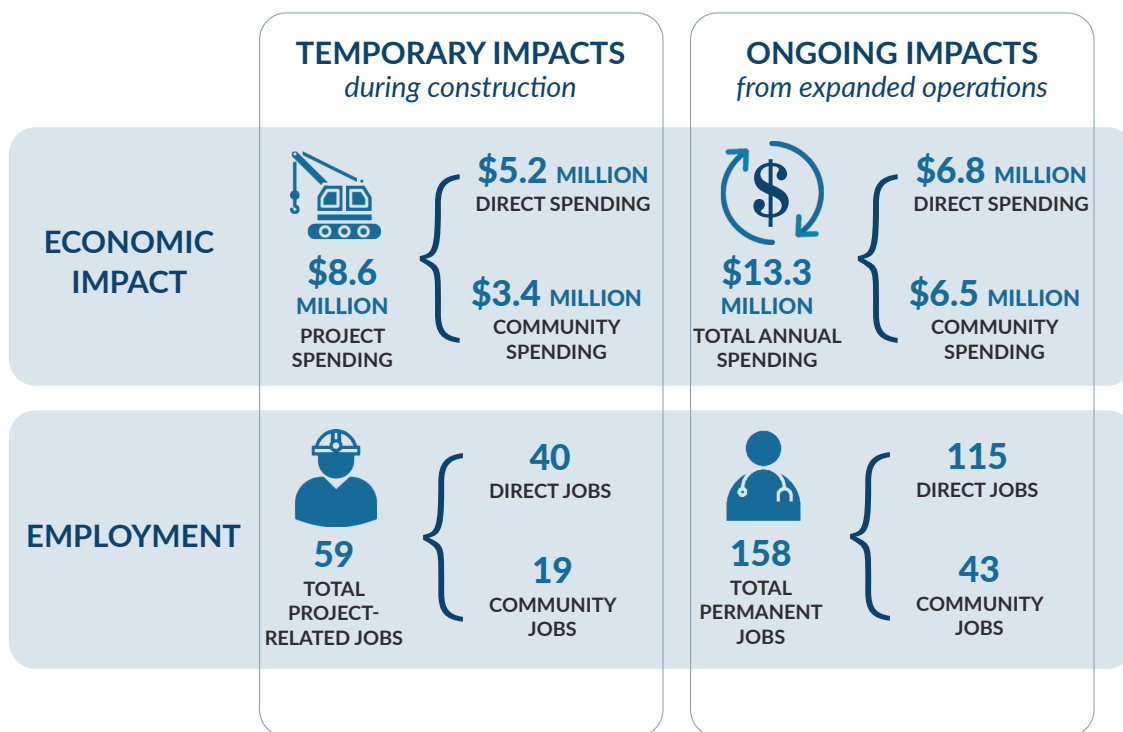 TEMPORARY IMPACTS
during construction
ONGOING IMPACTS
from expanded operations
ECONOMIC
IMPACT
$8.6
MILLION
PROJECT
SPENDING
$5.2 MILLION
DIRECT SPENDING
$3.4 MILLION
COMMUNITY
SPENDING
$
$13.3
MILLION
TOTAL ANNUAL
SPENDING
$6.8 MILLION
DIRECT SPENDING
$6.5 MILLION
COMMUNITY
SPENDING
EMPLOYMENT
59
TOTAL
PROJECT-
RELATED JOBS
40
DIRECT JOBS
19
COMMUNITY
JOBS
158
TOTAL
PERMANENT
JOBS
115
DIRECT JOBS
43
COMMUNITY
JOBS